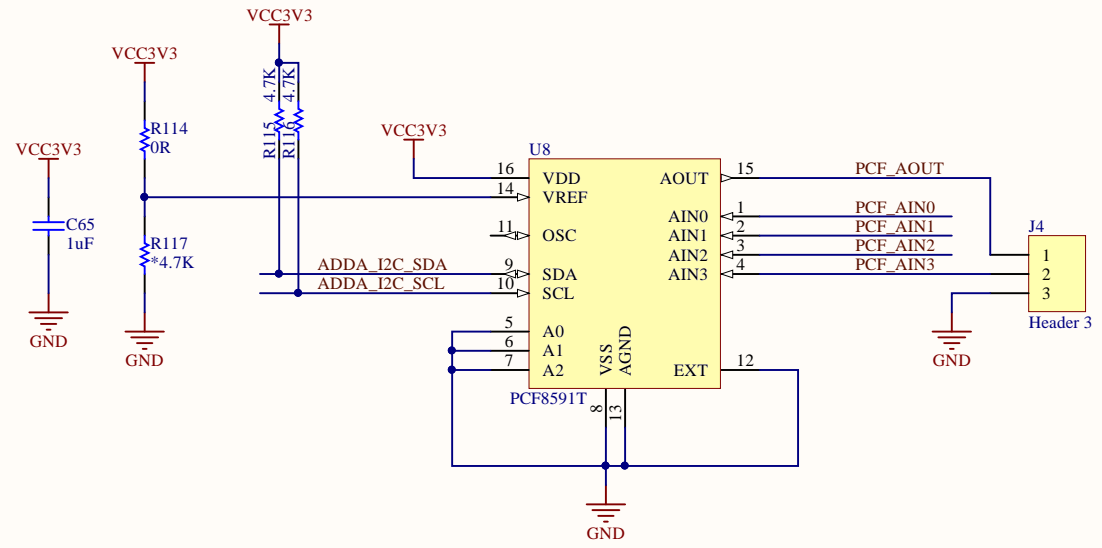 VCC3V3
VCC3V3
4.7K
4.7K
R115
R116
R114
0R
VCC3V3
VCC3V3
C65
1uF
R117
*4.7K
GND
GND
U8
16
VDD
14
VREF
11
OSC
9
SDA
10
SCL
ADDA_I2C_SDA
ADDA_I2C_SCL
5
A0
6
A1
7
A2
PCF8591T
VSS
AGND
8
13
AOUT
15
PCF_AOUT
AIN0
1
PCF_AIN0
AIN1
2
PCF_AIN1
AIN2
3
PCF_AIN2
AIN3
4
PCF_AIN3
EXT
12
GND
J4
1
2
3
Header 3
GND